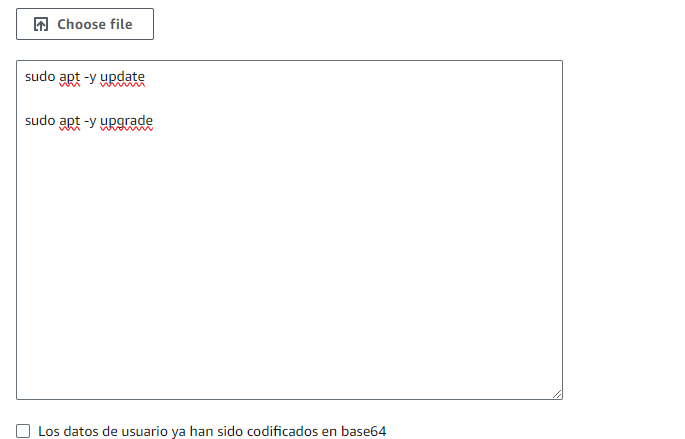 Choose file
sudo apt -y update
sudo apt -y upgrade
Los datos de usuario ya han sido codificados en base64